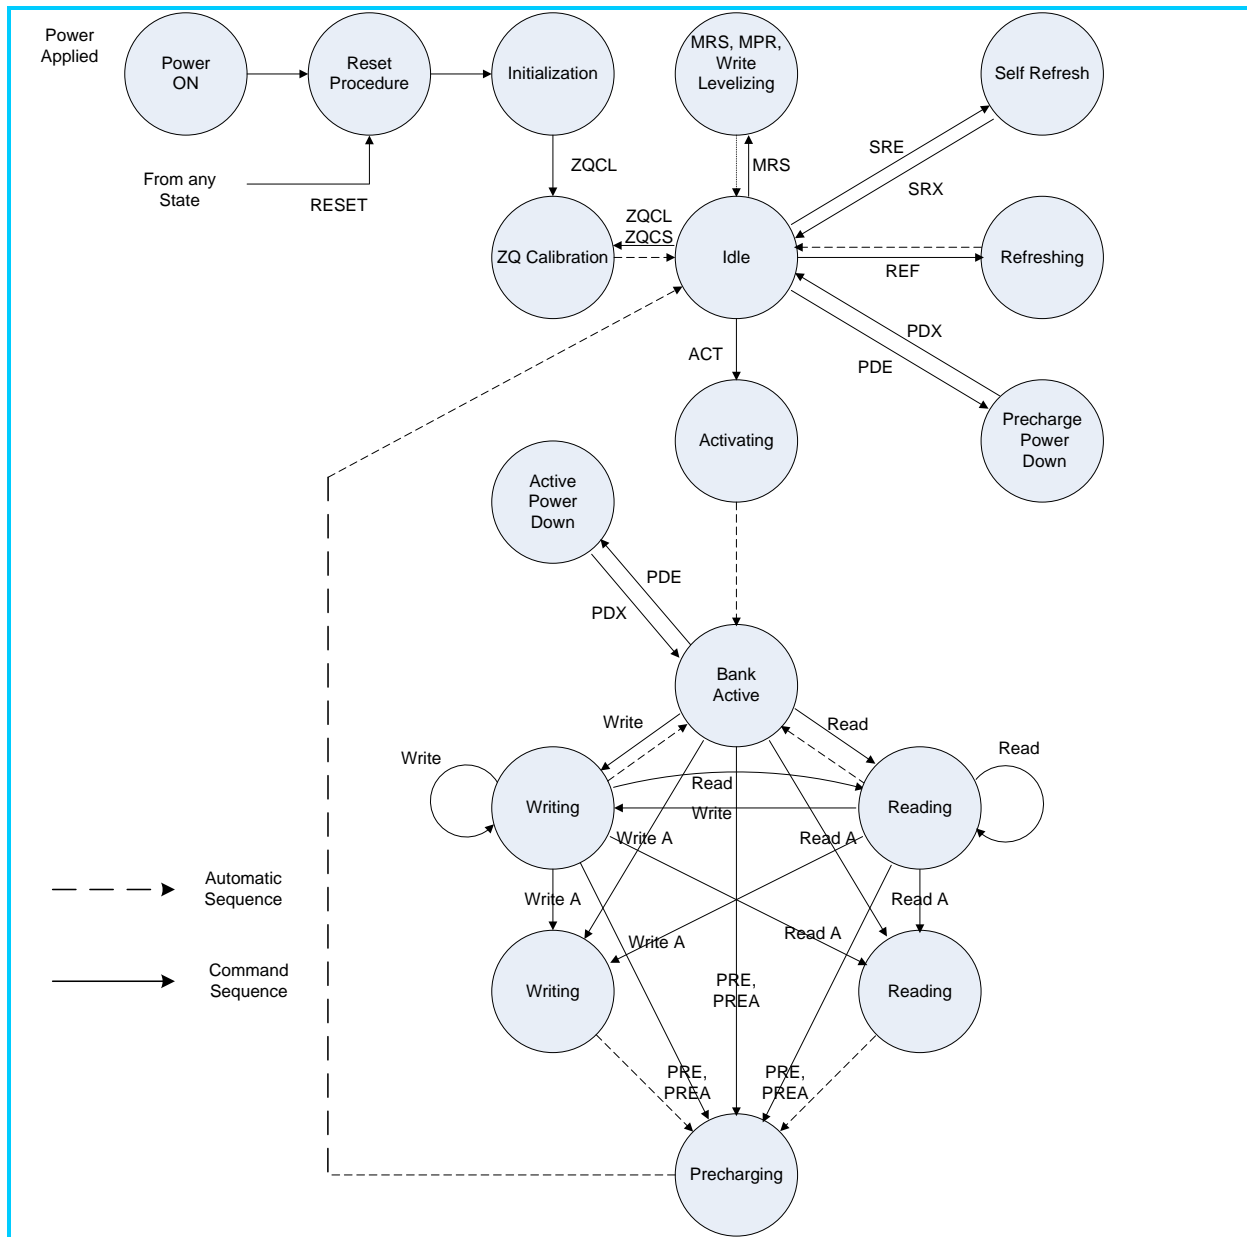 Power
Applied
Power
ON
Reset
Procedure
Initialization
MRS, MPR,
Write
Levelizing
Self Refresh
From any
State
RESET
ZQCL
MRS
SRE
SRX
ZQCL
ZQCS
ZQ Calibration
Idle
REF
Refreshing
ACT
PDX
PDE
Activating
Precharge
Power
Down
Active
Power
Down
PDE
PDX
Bank
Active
Write
Read
Write
Read
Writing
Read
Write
Reading
Write A
Read A
Automatic
Sequence
Write A
Read A
Write A
Read A
Command
Sequence
Writing
PRE,
PREA
Reading
PRE,
PREA
PRE,
PREA
Precharging